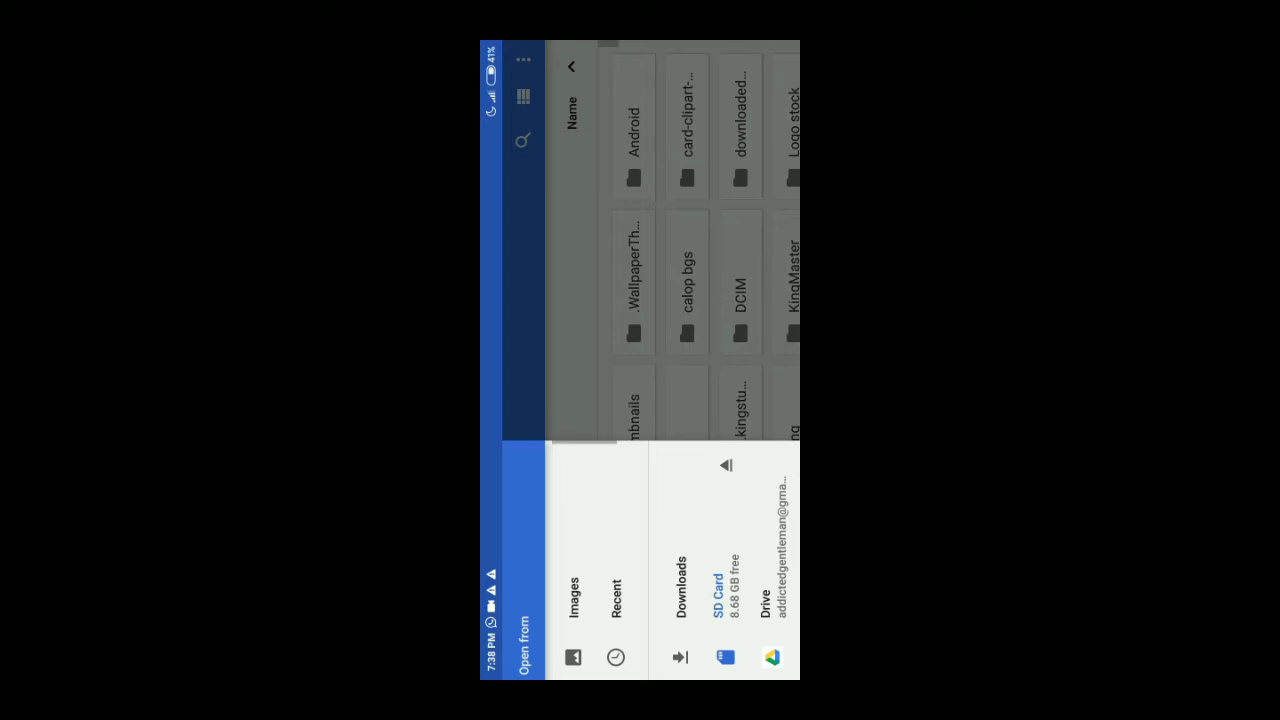 7:38 PM
41%
Open from
Images
Recent
Downloads
SD Card
8.68 GB free
Drive
addictedgentleman@gma...
Name
mbnails
.WallpaperTh...
Android
calop bgs
card-clipart-...
.kingstu...
DCIM
downloaded...
ng
KingMaster
Logo stock